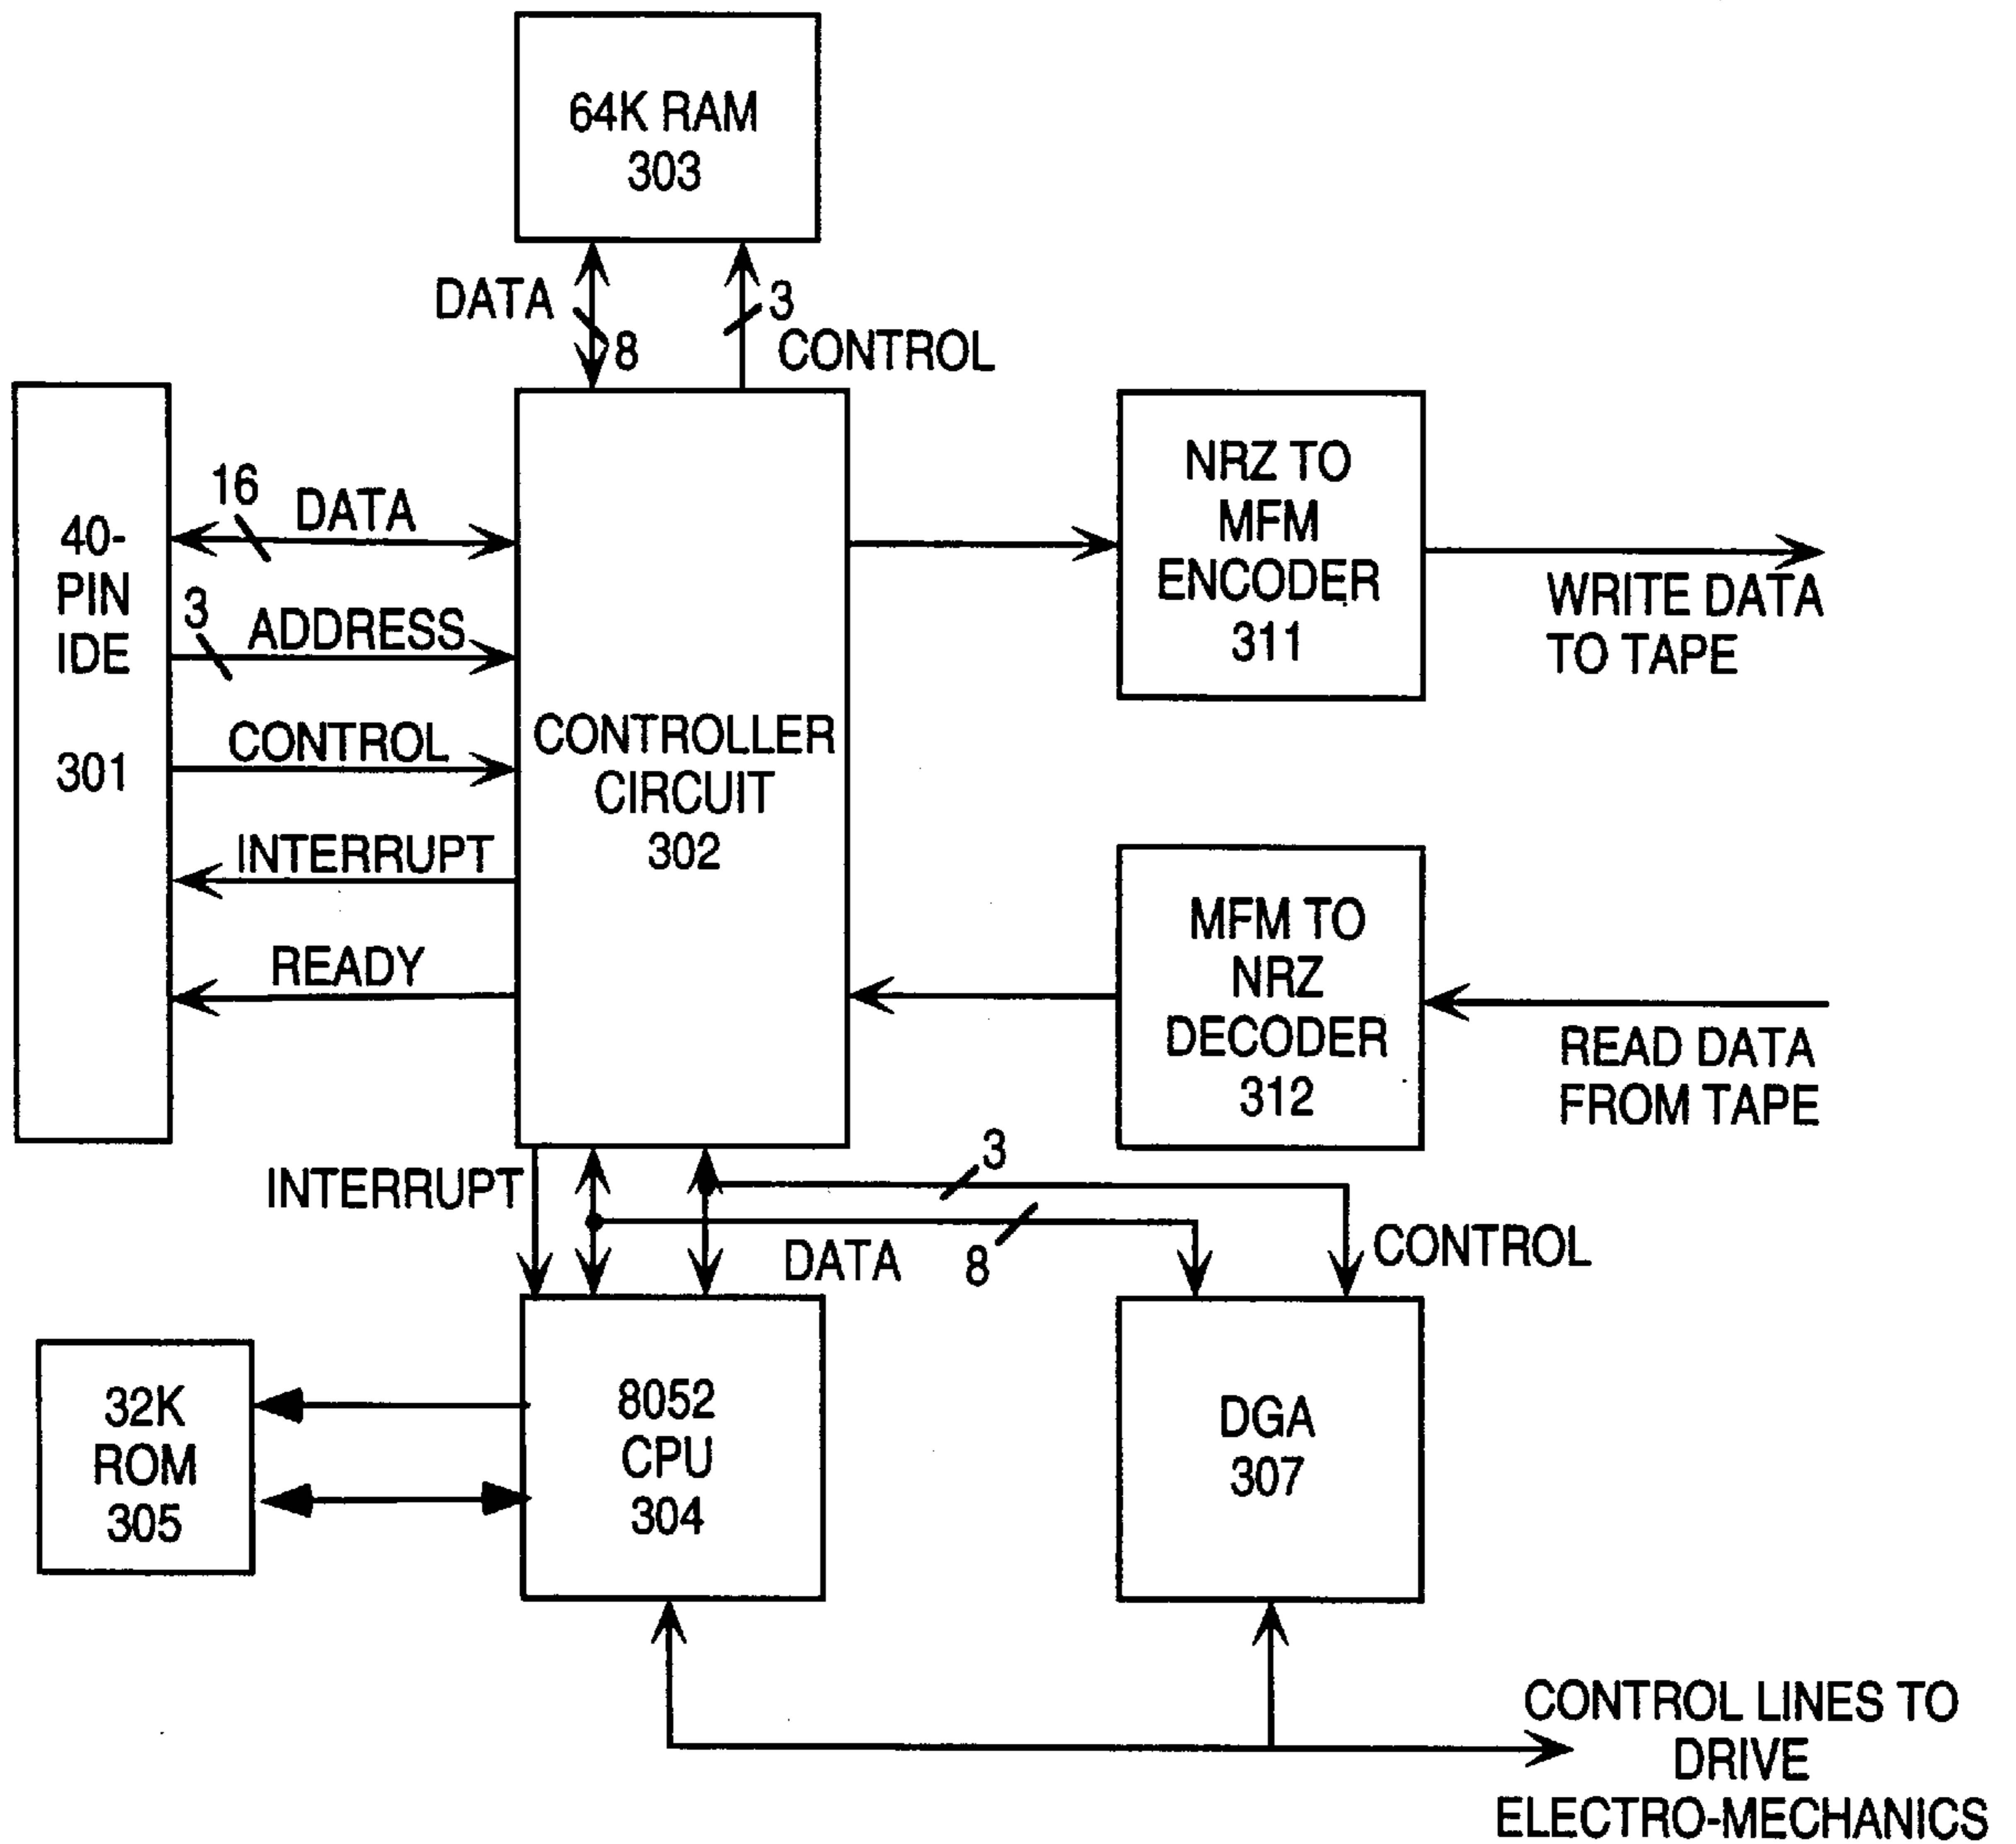 64K RAM
303
DATA
8
3
CONTROL
40-
PIN
IDE
301
16
DATA
3
ADDRESS
CONTROL
INTERRUPT
READY
CONTROLLER
CIRCUIT
302
NRZ TO
MFM
ENCODER
311
WRITE DATA
TO TAPE
MFM TO
NRZ
DECODER
312
READ DATA
FROM TAPE
INTERRUPT
3
DATA
8
CONTROL
32K
ROM
305
8052
CPU
304
DGA
307
CONTROL LINES TO
DRIVE
ELECTRO-MECHANICS